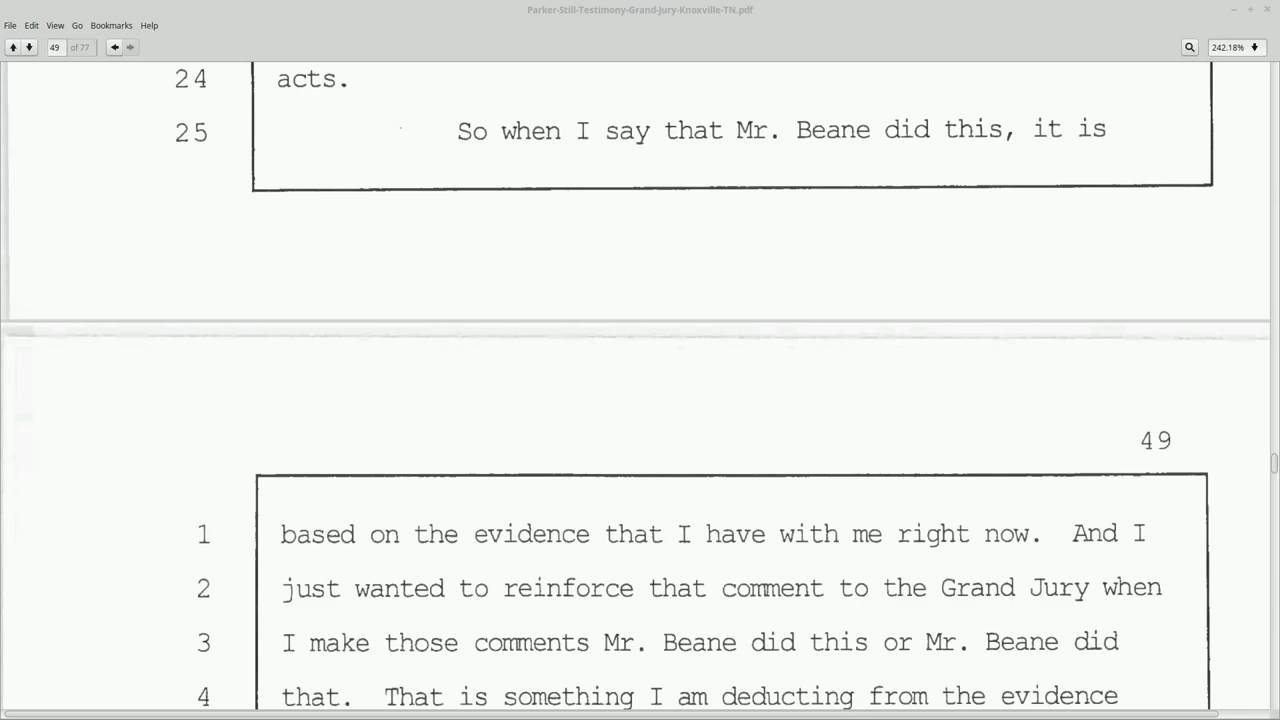 Parker-Still-Testimony-Grand-Jury-Knoxville-TN.pdf
File Edit View Go Bookmarks Help
49 of 77 242.18%
24 acts.
25 So when I say that Mr. Beane did this, it is
49
1 based on the evidence that I have with me right now. And I
2 just wanted to reinforce that comment to the Grand Jury when
3 I make those comments Mr. Beane did this or Mr. Beane did
4 that. That is something I am deducting from the evidence